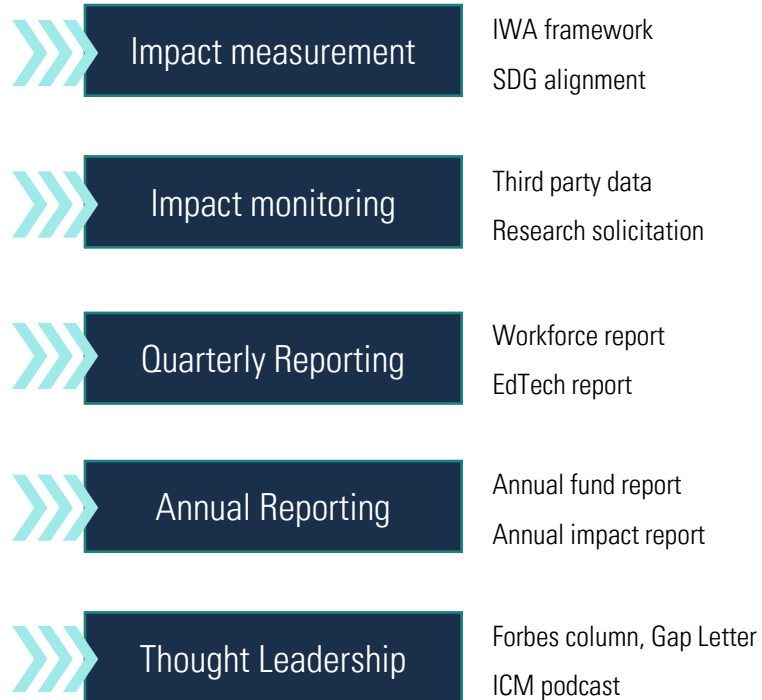 Impact measurement
IWA framework
SDG alignment
Impact monitoring
Third party data
Research solicitation
Quarterly Reporting
Workforce report
EdTech report
Annual Reporting
Annual fund report
Annual impact report
Thought Leadership
Forbes column, Gap Letter
ICM podcast